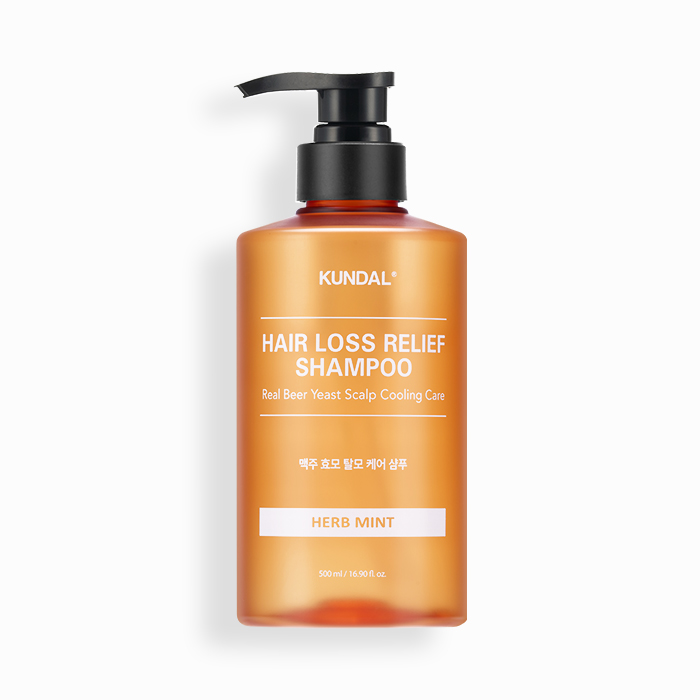 KUNDAL®
HAIR LOSS RELIEF
SHAMPOO
Real Beer Yeast Scalp Cooling Care
맥주 효모 탈모 케어 샴푸
HERB MINT
500 ml / 16.90 fl. oz.